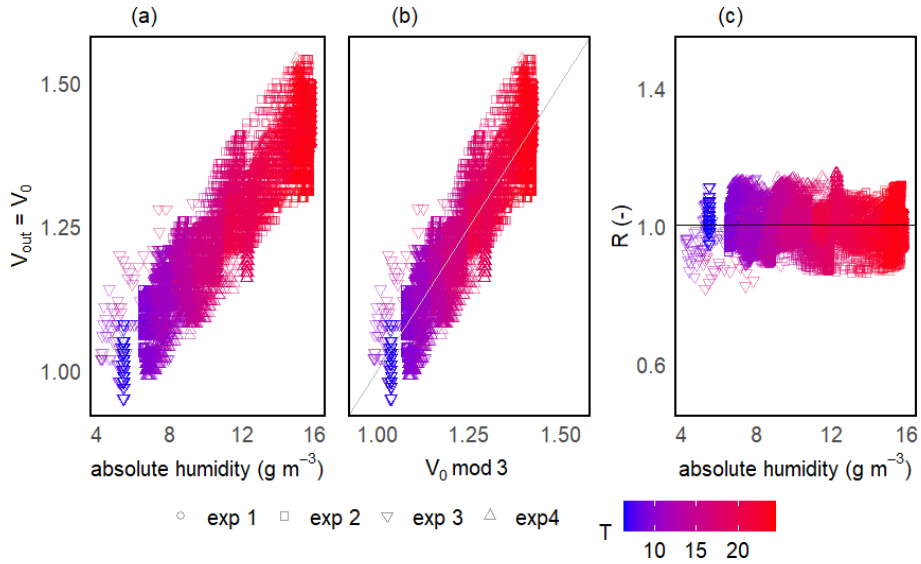 (a) (b) (c)
1.50
1.25
1.00
V_out = V_0
4 8 12 16
absolute humidity (g m⁻³)
1.00 1.25 1.50
V_0 mod 3
1.4
1.0
0.6
R (-)
4 8 12 16
absolute humidity (g m⁻³)
exp 1 exp 2 exp 3 exp4
T
10 15 20